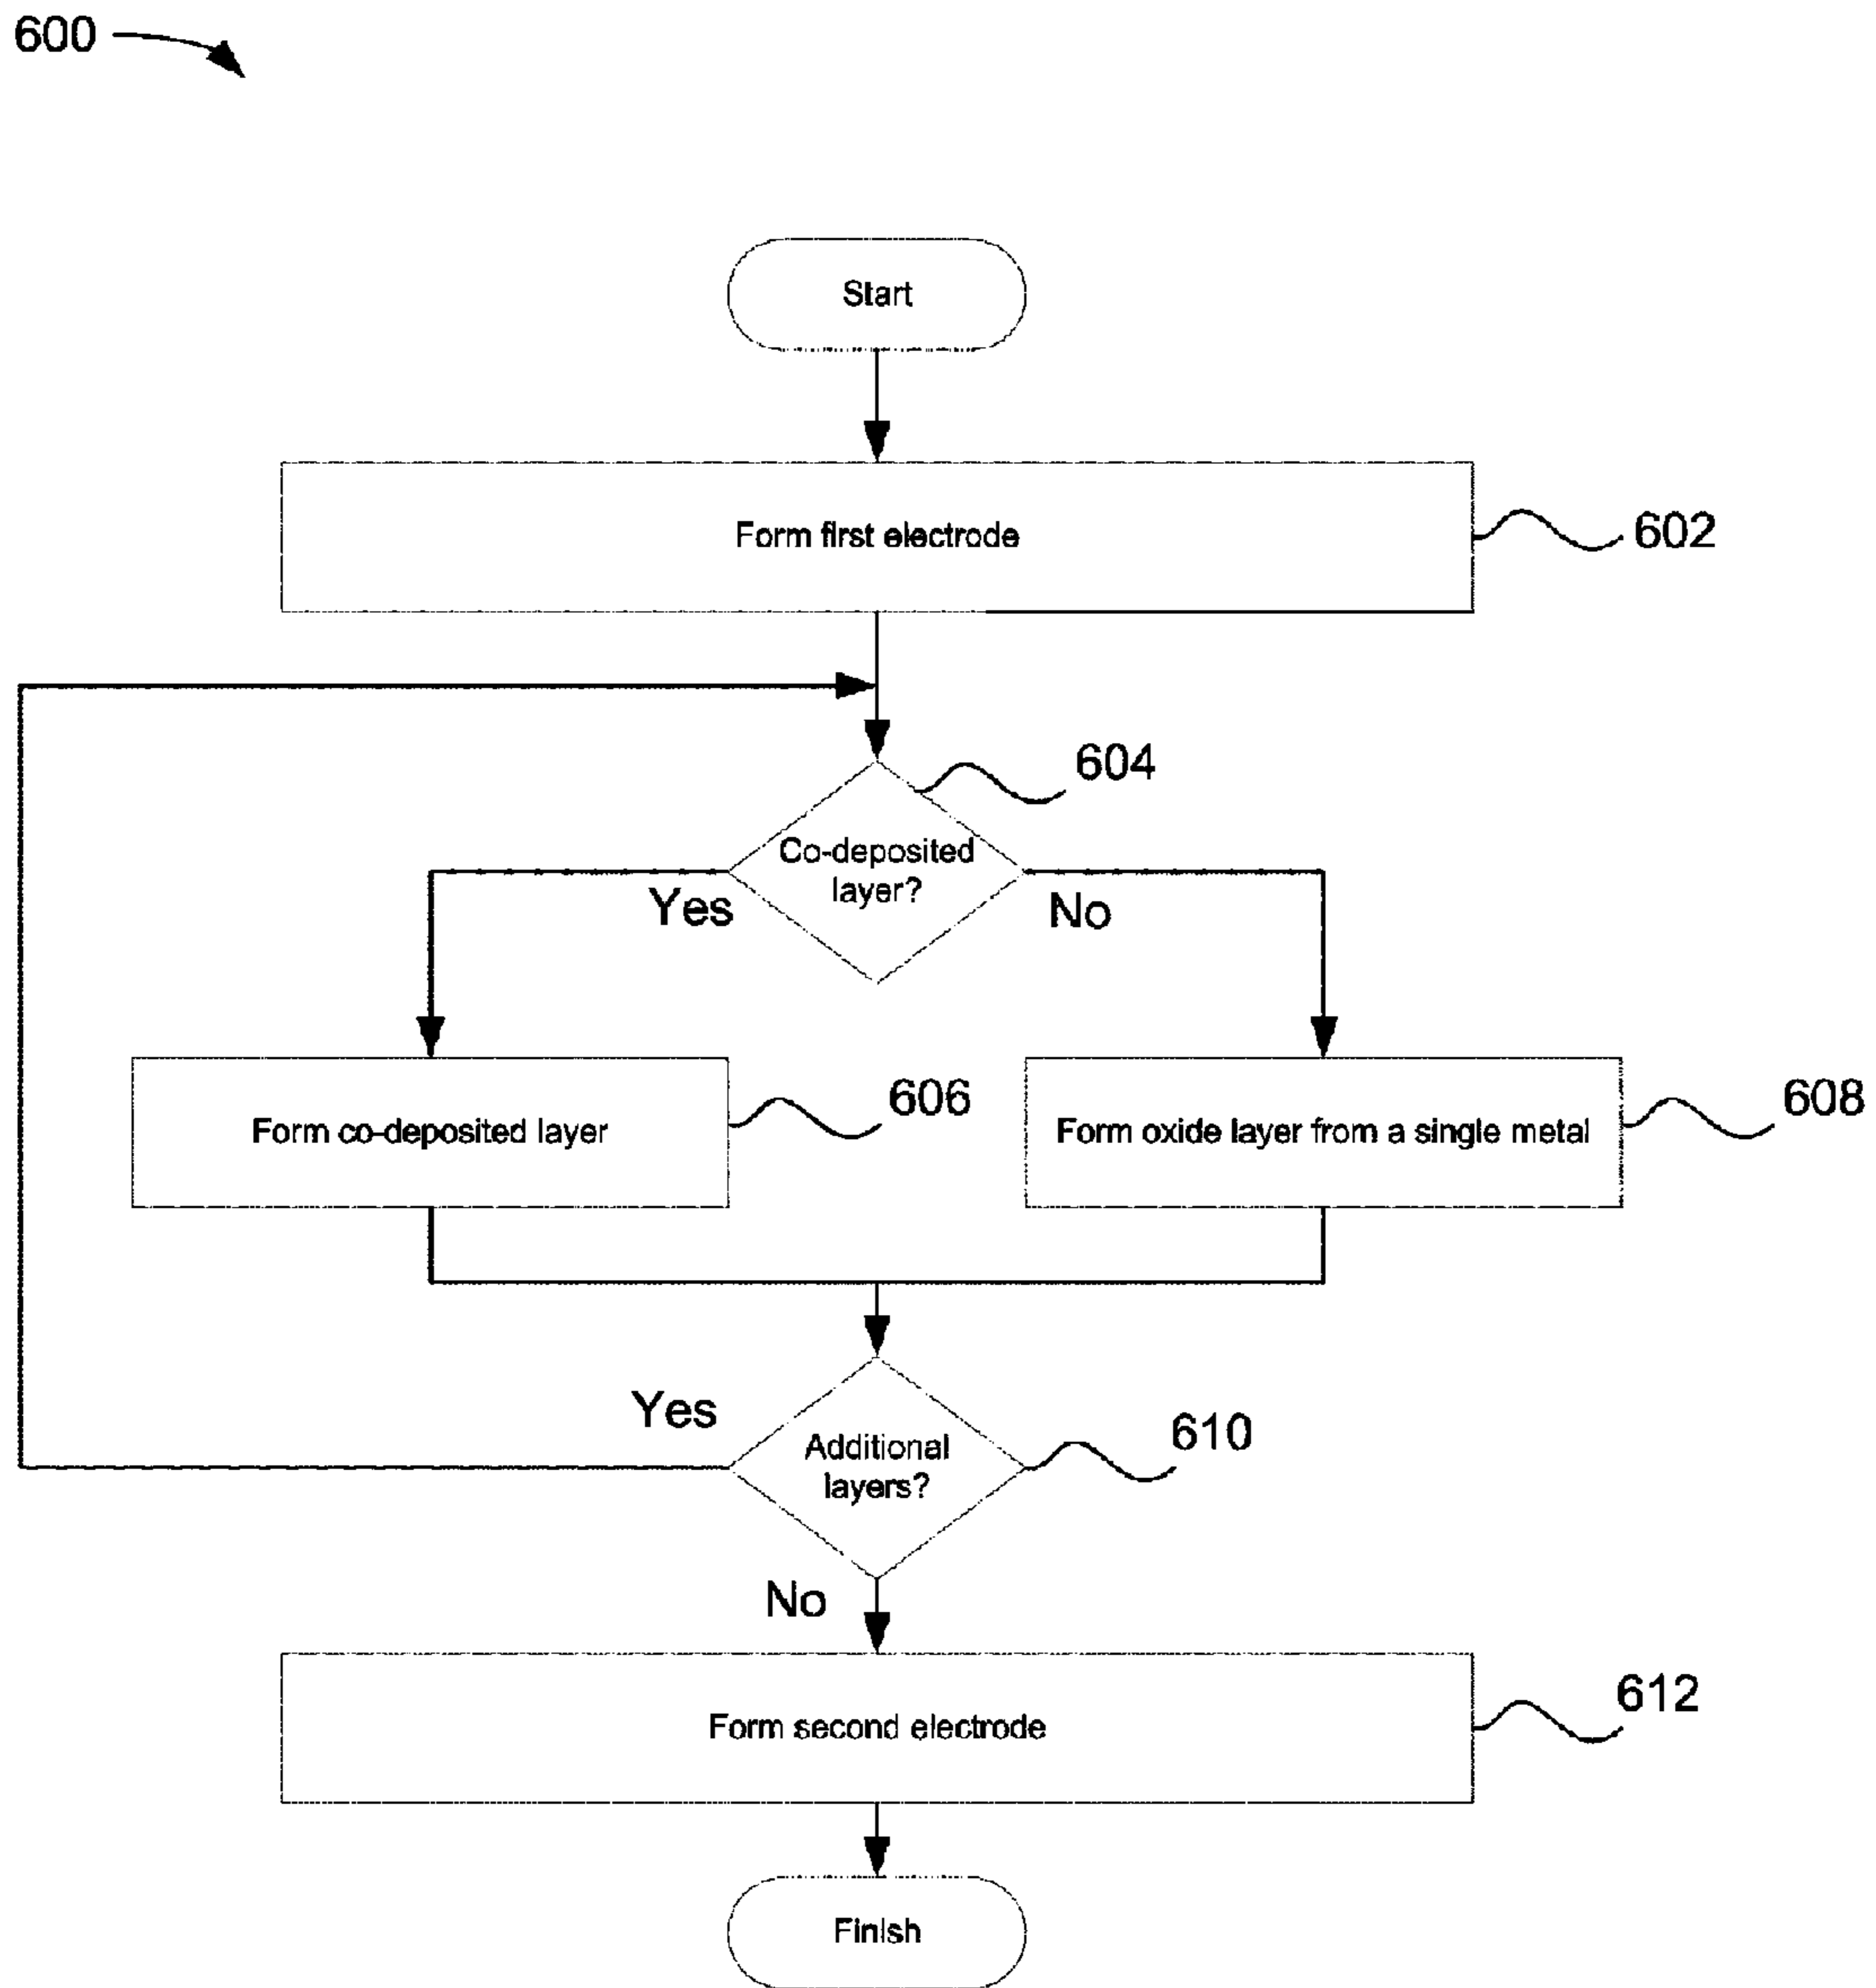 600
Start
Form first electrode
602
604
Co-deposited
layer?
Yes
No
Form co-deposited layer
606
Form oxide layer from a single metal
608
Yes
Additional
layers?
610
No
Form second electrode
612
Finish